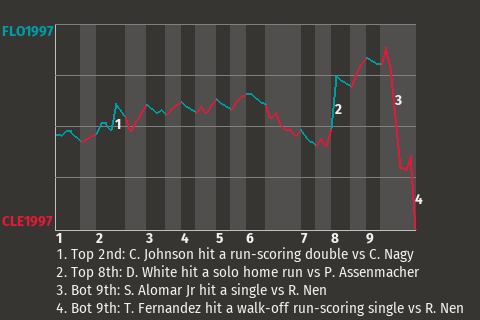 FLO1997
1
2
3
4
CLE1997
1 2 3 4 5 6 8 9
1. Top 2nd: C. Johnson hit a run-scoring double vs C. Nagy
2. Top 8th: D. White hit a solo home run vs P. Assenmacher
3. Bot 9th: S. Alomar Jr hit a single vs R. Nen
4. Bot 9th: T. Fernandez hit a walk-off run-scoring single vs R. Nen